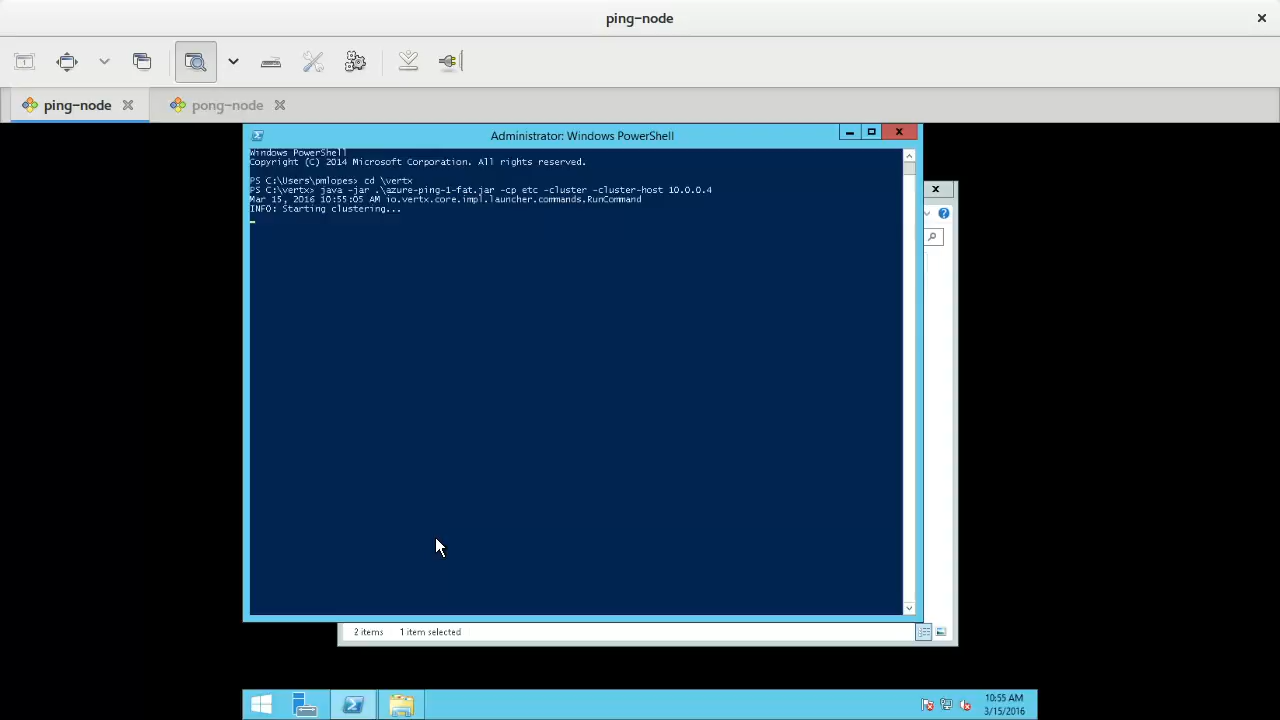 ping-node
ping-node
pong-node
Administrator: Windows PowerShell
Windows PowerShell
Copyright (C) 2014 Microsoft Corporation. All rights reserved.
PS C:\Users\pmlopes> cd \vertx
PS C:\vertx> java -jar .\azure-ping-1-fat.jar -cp etc -cluster -cluster-host 10.0.0.4
Mar 15, 2016 10:55:05 AM io.vertx.core.impl.launcher.commands.RunCommand
INFO: Starting clustering...
2 items 1 item selected
10:55 AM
3/15/2016